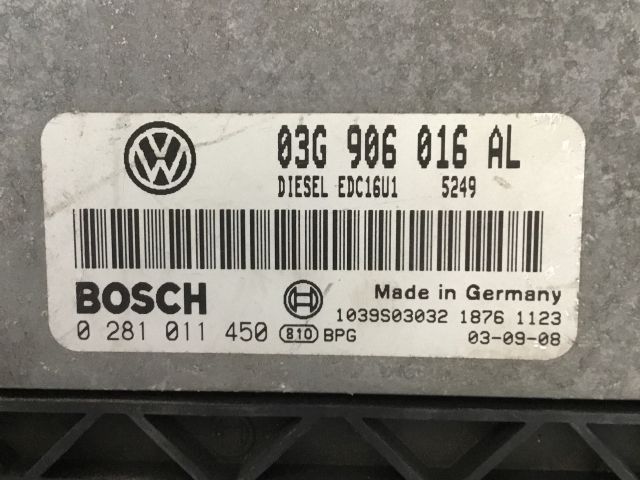 VW
03G 906 016 AL
DIESEL EDC16U1 5249
BOSCH
Made in Germany
1039S03032 1876 1123
0 281 011 450 810 BPG 03-09-08